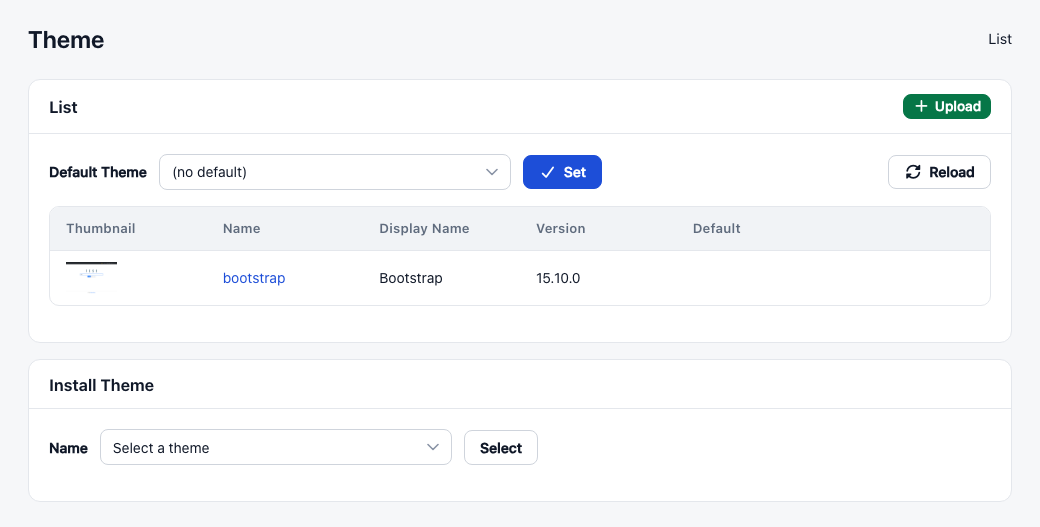 Theme
List
List
Upload
Default Theme (no default) Set Reload
Thumbnail Name Display Name Version Default
bootstrap Bootstrap 15.10.0
Install Theme
Name Select a theme Select